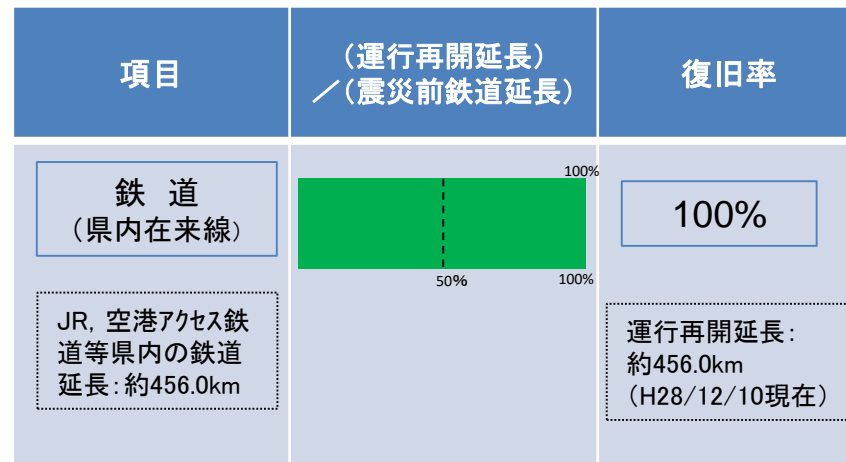 項目
（運行再開延長）
／（震災前鉄道延長）
復旧率
鉄　道
（県内在来線）
100%
50%
100%
100%
JR，空港ｱｸｾｽ鉄
道等県内の鉄道
延長：約456.0km
運行再開延長：
約456.0km
（H28/12/10現在）